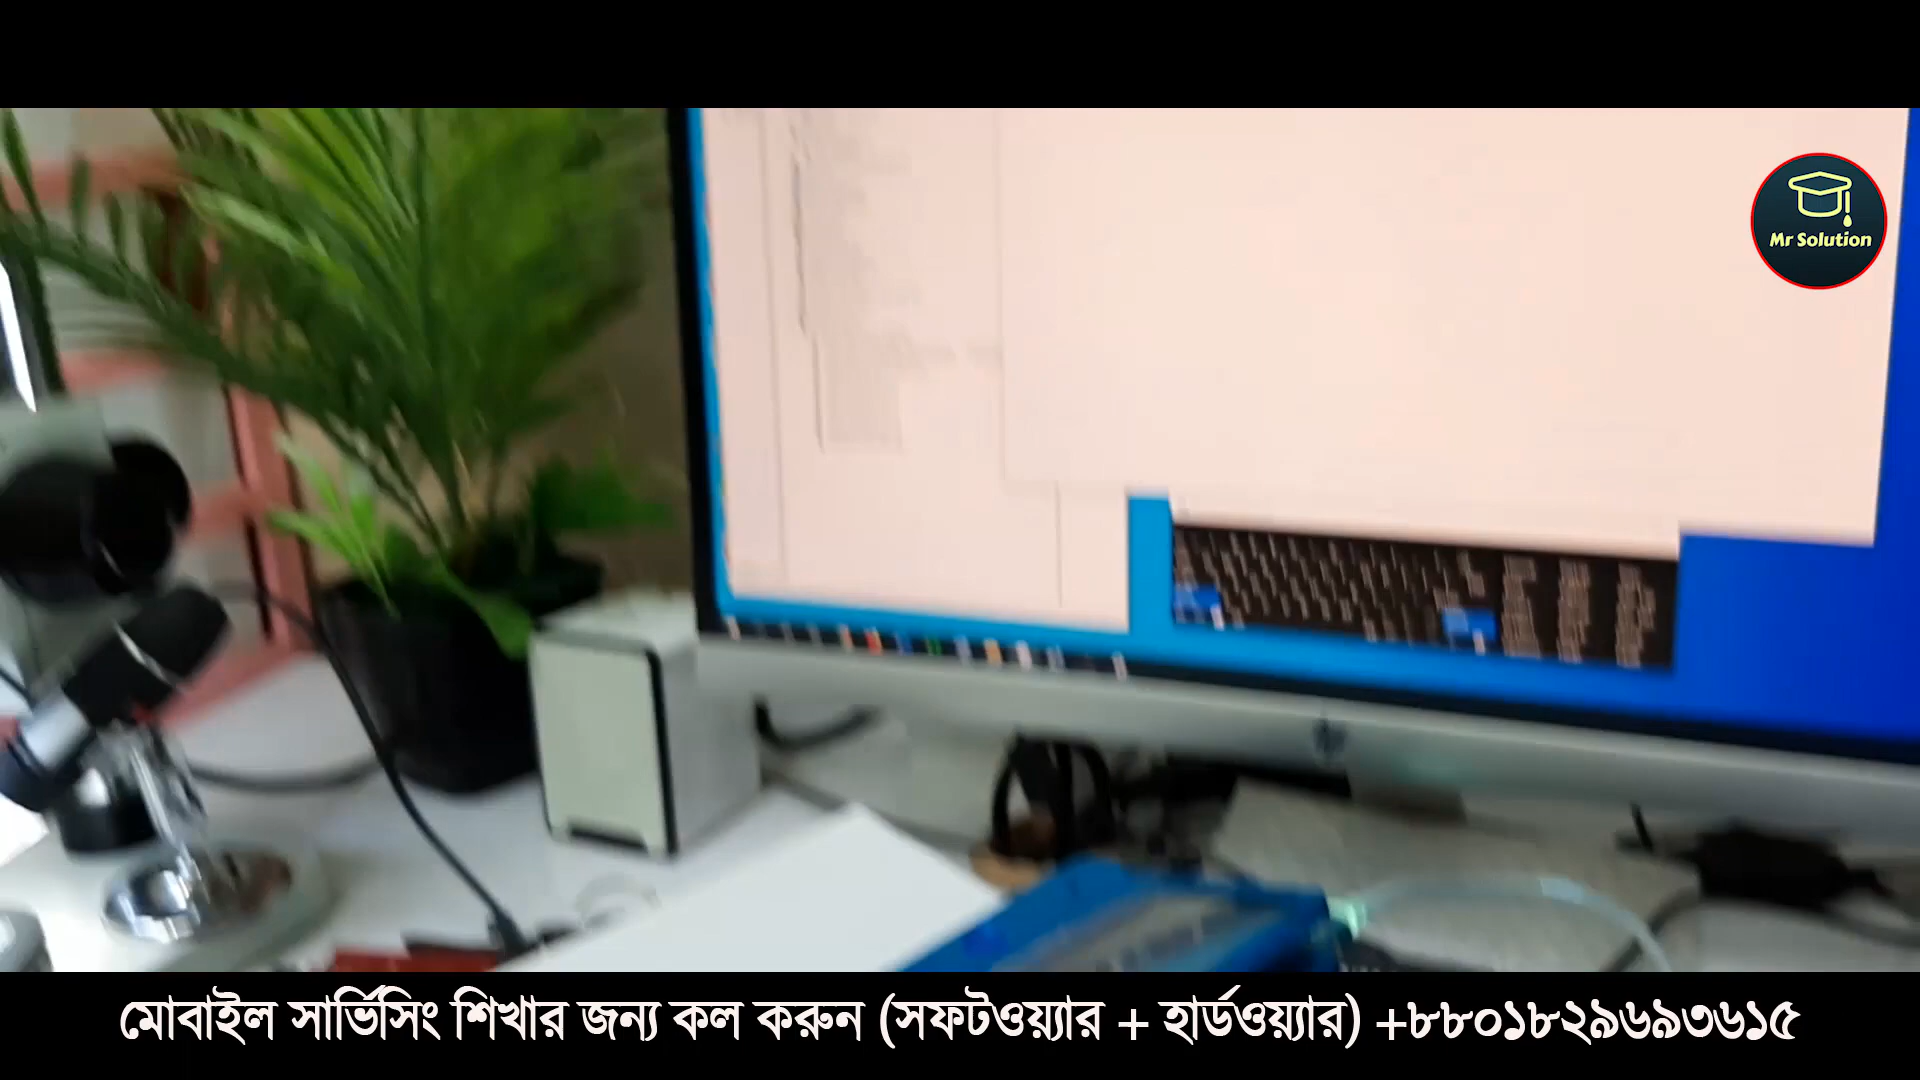 Mr Solution
মোবাইল সার্ভিসিং শিখার জন্য কল করুন (সফটওয়্যার + হার্ডওয়্যার) +৮৮০১৮২৯৬৯৩৬১৫